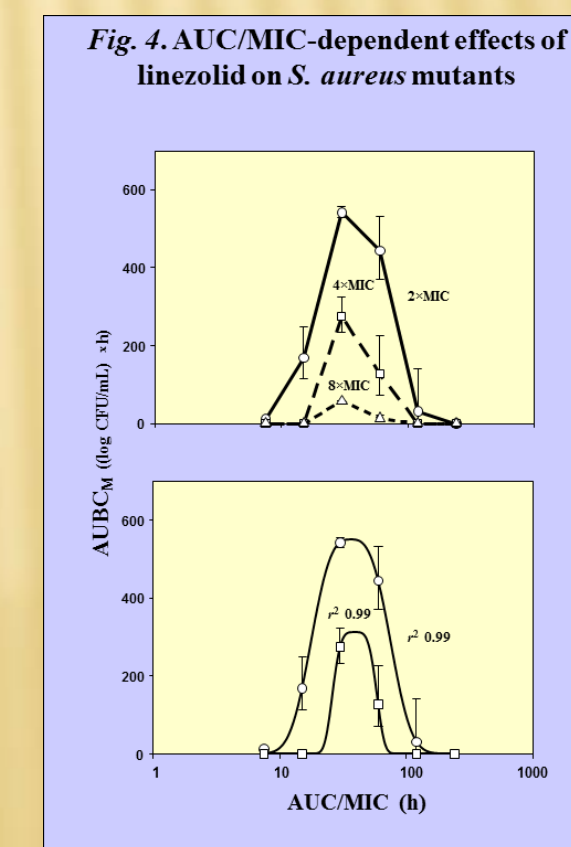 Fig. 4. AUC/MIC-dependent effects of
linezolid on S. aureus mutants
600
400
200
0
4×MIC
2×MIC
8×MIC
AUBCM ((log CFU/mL) ×h)
600
400
200
0
r2 0.99
r2 0.99
1
10
100
1000
AUC/MIC (h)